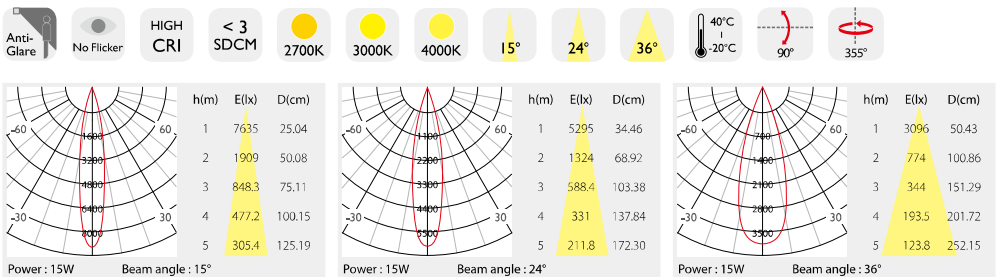 Anti-
Glare
No Flicker
HIGH
CRI
< 3
SDCM
2700K
3000K
4000K
15°
24°
36°
40°C
-20°C
90°
355°
h(m) E(lx) D(cm)
1 7635 25.04
2 1909 50.08
3 848.3 75.11
4 477.2 100.15
5 305.4 125.19
-60 60
-30 30
1600
3200
4800
6400
8000
Power : 15W Beam angle : 15°
h(m) E(lx) D(cm)
1 5295 34.46
2 1324 68.92
3 588.4 103.38
4 331 137.84
5 211.8 172.30
-60 60
-30 30
1100
2200
3300
4400
5500
Power : 15W Beam angle : 24°
h(m) E(lx) D(cm)
1 3096 50.43
2 774 100.86
3 344 151.29
4 193.5 201.72
5 123.8 252.15
-60 60
-30 30
700
1400
2100
2800
3500
Power : 15W Beam angle : 36°